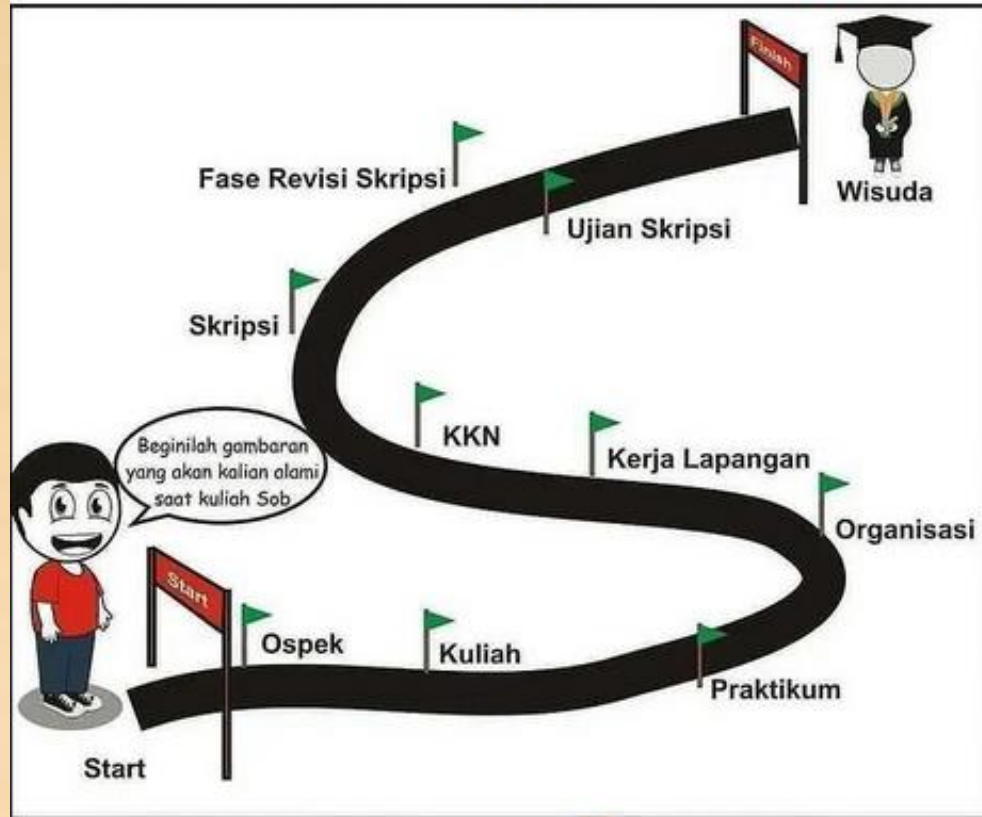 Finish
Wisuda
Fase Revisi Skripsi
Ujian Skripsi
Skripsi
KKN
Kerja Lapangan
Organisasi
Beginilah gambaran
yang akan kalian alami
saat kuliah Sob
Start
Ospek
Kuliah
Praktikum
Start